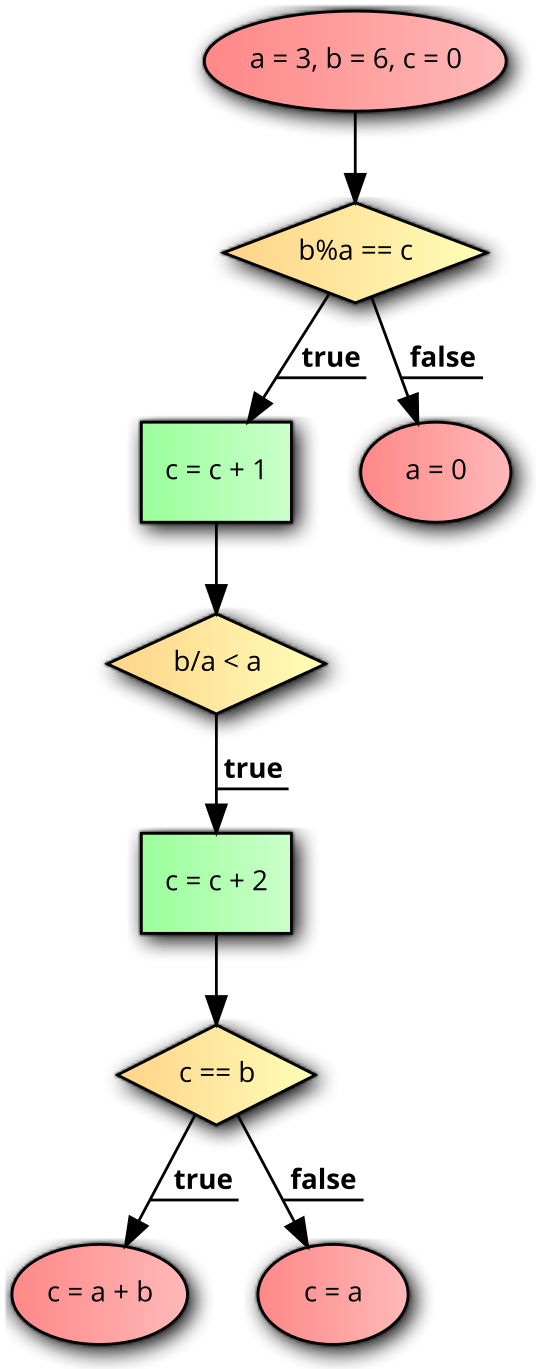 a = 3, b = 6, c = 0
b%a == c
true
false
c = c + 1
a = 0
b/a < a
true
c = c + 2
c == b
true
false
c = a + b
c = a